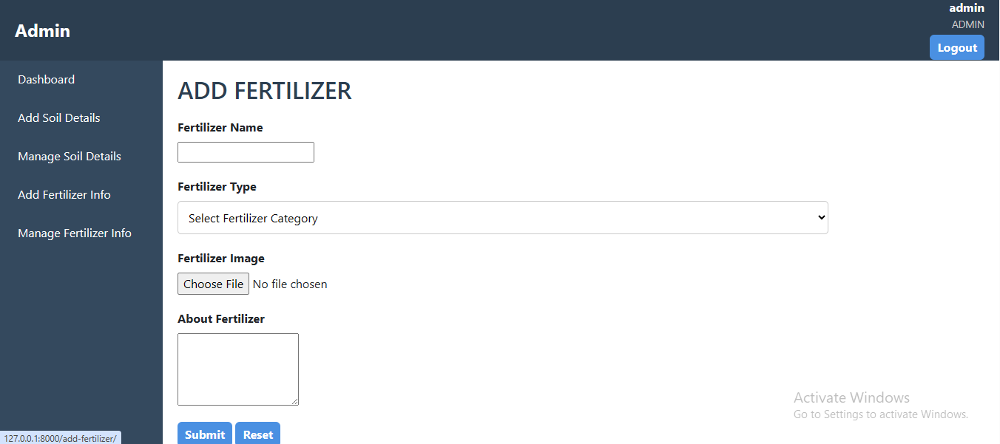 Admin
admin
ADMIN
Logout
Dashboard
Add Soil Details
Manage Soil Details
Add Fertilizer Info
Manage Fertilizer Info
ADD FERTILIZER
Fertilizer Name
Fertilizer Type
Select Fertilizer Category
Fertilizer Image
Choose File No file chosen
About Fertilizer
Submit Reset
Activate Windows
Go to Settings to activate Windows.
127.0.0.1:8000/add-fertilizer/